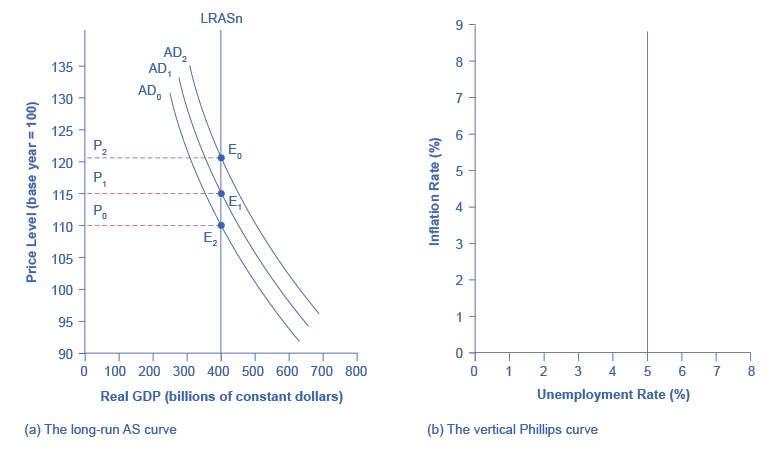 LRASn
AD₂
AD₁
AD₀
135
130
125
120
115
110
105
100
95
90
P₂
P₁
P₀
E₀
E₁
E₂
Price Level (base year = 100)
0 100 200 300 400 500 600 700 800
Real GDP (billions of constant dollars)
(a) The long-run AS curve
9
8
7
6
5
4
3
2
1
0
Inflation Rate (%)
0 1 2 3 4 5 6 7 8
Unemployment Rate (%)
(b) The vertical Phillips curve